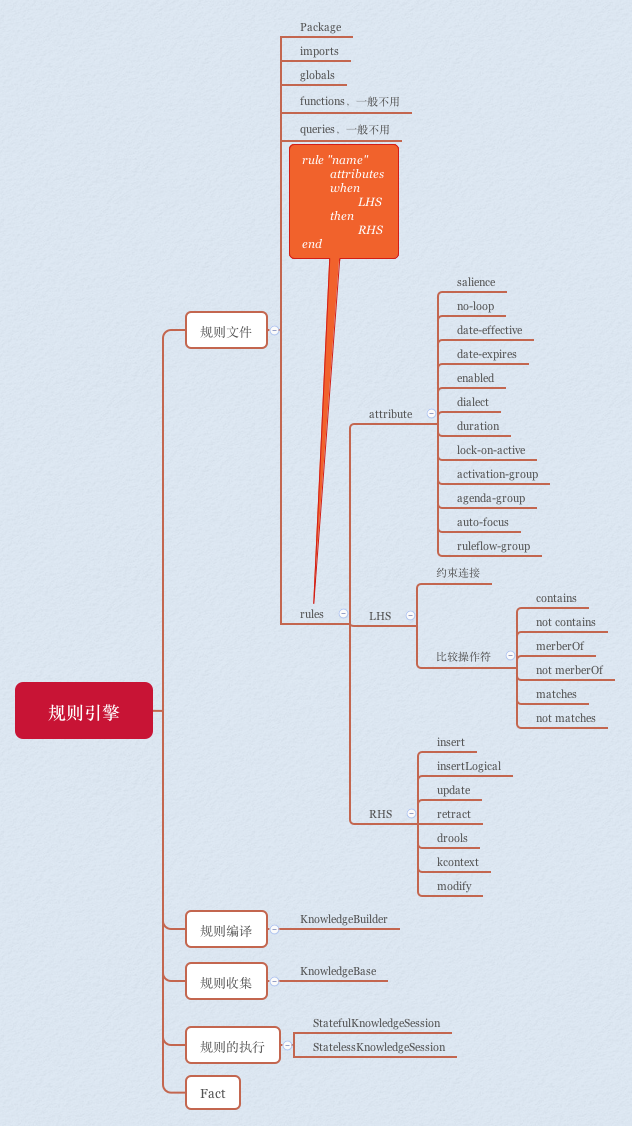 Package
imports
globals
functions，一般不用
queries，一般不用
rule "name"
attributes
when
LHS
then
RHS
end
规则文件
salience
no-loop
date-effective
date-expires
enabled
dialect
attribute
duration
lock-on-active
activation-group
agenda-group
auto-focus
ruleflow-group
约束连接
contains
rules
LHS
not contains
merberOf
比较操作符
not merberOf
matches
规则引擎
not matches
insert
insertLogical
update
RHS
retract
drools
kcontext
modify
规则编译
KnowledgeBuilder
规则收集
KnowledgeBase
StatefulKnowledgeSession
规则的执行
StatelessKnowledgeSession
Fact